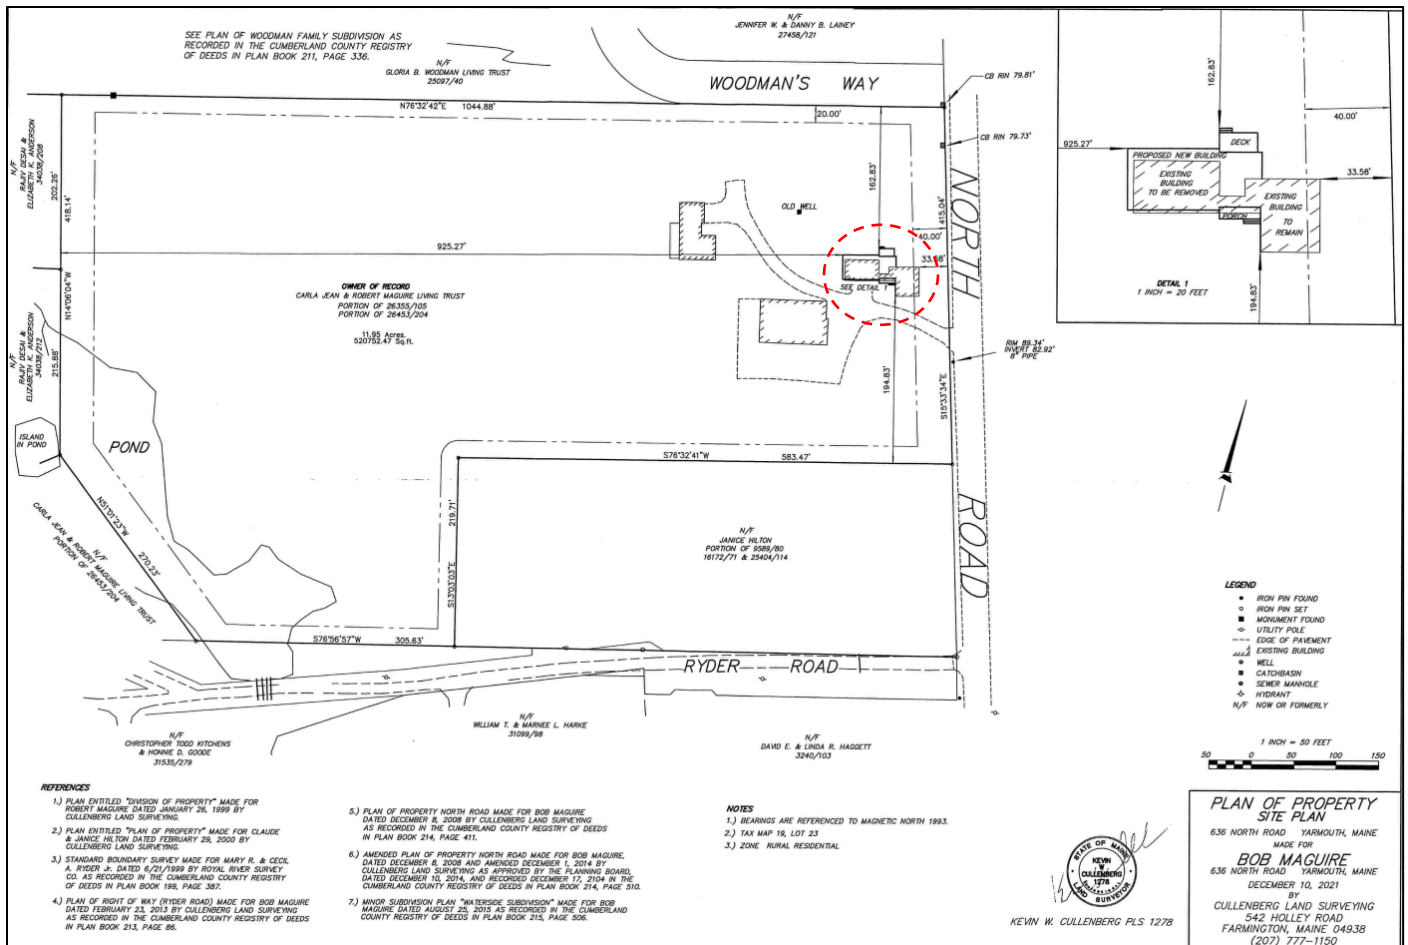 SEE PLAN OF WOODMAN FAMILY SUBDIVISION AS
RECORDED IN THE CUMBERLAND COUNTY REGISTRY
OF DEEDS IN PLAN BOOK 211, PAGE 336.
N/F
GLORIA B. WOODMAN LIVING TRUST
25097/40
N/F
JENNIFER W. & DANNY B. LAINEY
27458/121
WOODMAN'S WAY
CB RIN 79.81'
CB RIN 79.73'
N76°32'42"E 1044.88'
20.00'
N/F
RAJIV DESAI &
ELIZABETH K. ANDERSON
34038/208
202.26'
418.14'
N14°06'04"W
N/F
RAJIV DESAI &
ELIZABETH K. ANDERSON
34038/212
215.88'
162.83'
415.04'
OLD WELL
40.00'
33.58'
925.27'
SEE DETAIL 1
NORTH
ROAD
OWNER OF RECORD
CARLA JEAN & ROBERT MAGUIRE LIVING TRUST
PORTION OF 26355/105
PORTION OF 26453/204
11.95 Acres.
520752.47 Sq.ft.
RIM 89.34'
INVERT 82.92'
8" PIPE
194.83'
S15°33'34"E
ISLAND
IN POND
POND
S76°32'41"W 583.47'
N51°01'23"W 270.23'
N/F
CARLA JEAN & ROBERT MAGUIRE LIVING TRUST
PORTION OF 26453/204
219.71'
S13°03'03"E
N/F
JANICE HILTON
PORTION OF 9589/80
16172/71 & 25404/114
S76°56'57"W 305.63'
RYDER ROAD
N/F
CHRISTOPHER TODD KITCHENS
& HONNIE D. GOODE
31535/279
N/F
WILLIAM T. & MARNEE L. HARKE
31099/98
N/F
DAVID E. & LINDA R. HAGGETT
3240/103
162.83'
40.00'
925.27'
DECK
PROPOSED NEW BUILDING
EXISTING
BUILDING
TO BE REMOVED
33.58'
EXISTING
BUILDING
TO
REMAIN
PORCH
194.83'
DETAIL 1
1 INCH = 20 FEET
LEGEND
IRON PIN FOUND
IRON PIN SET
MONUMENT FOUND
UTILITY POLE
EDGE OF PAVEMENT
EXISTING BUILDING
WELL
CATCHBASIN
SEWER MANHOLE
HYDRANT
N/F NOW OR FORMERLY
1 INCH = 50 FEET
50 0 50 100 150
REFERENCES
1.) PLAN ENTITLED "DIVISION OF PROPERTY" MADE FOR
ROBERT MAGUIRE DATED JANUARY 26, 1999 BY
CULLENBERG LAND SURVEYING.
2.) PLAN ENTITLED "PLAN OF PROPERTY" MADE FOR CLAUDE
& JANICE HILTON DATED FEBRUARY 29, 2000 BY
CULLENBERG LAND SURVEYING.
3.) STANDARD BOUNDARY SURVEY MADE FOR MARY R. & CECIL
A. RYDER Jr. DATED 6/21/1999 BY ROYAL RIVER SURVEY
CO. AS RECORDED IN THE CUMBERLAND COUNTY REGISTRY
OF DEEDS IN PLAN BOOK 199, PAGE 387.
4.) PLAN OF RIGHT OF WAY (RYDER ROAD) MADE FOR BOB MAGUIRE
DATED FEBRUARY 23, 2013 BY CULLENBERG LAND SURVEYING
AS RECORDED IN THE CUMBERLAND COUNTY REGISTRY OF DEEDS
IN PLAN BOOK 213, PAGE 86.
5.) PLAN OF PROPERTY NORTH ROAD MADE FOR BOB MAGUIRE
DATED DECEMBER 8, 2008 BY CULLENBERG LAND SURVEYING
AS RECORDED IN THE CUMBERLAND COUNTY REGISTRY OF DEEDS
IN PLAN BOOK 214, PAGE 411.
6.) AMENDED PLAN OF PROPERTY NORTH ROAD MADE FOR BOB MAGUIRE,
DATED DECEMBER 8, 2008 AND AMENDED DECEMBER 1, 2014 BY
CULLENBERG LAND SURVEYING AS APPROVED BY THE PLANNING BOARD,
DATED DECEMBER 10, 2014, AND RECORDED DECEMBER 17, 2104 IN THE
CUMBERLAND COUNTY REGISTRY OF DEEDS IN PLAN BOOK 214, PAGE 510.
7.) MINOR SUBDIVISION PLAN "WATERSIDE SUBDIVISION" MADE FOR BOB
MAGUIRE DATED AUGUST 25, 2015 AS RECORDED IN THE CUMBERLAND
COUNTY REGISTRY OF DEEDS IN PLAN BOOK 215, PAGE 506.
NOTES
1.) BEARINGS ARE REFERENCED TO MAGNETIC NORTH 1993.
2.) TAX MAP 19, LOT 23
3.) ZONE RURAL RESIDENTIAL
STATE OF MAINE
KEVIN
W
CULLENBERG
1278
LAND SURVEYOR
KEVIN W. CULLENBERG PLS 1278
PLAN OF PROPERTY
SITE PLAN
636 NORTH ROAD YARMOUTH, MAINE
MADE FOR
BOB MAGUIRE
636 NORTH ROAD YARMOUTH, MAINE
DECEMBER 10, 2021
BY
CULLENBERG LAND SURVEYING
542 HOLLEY ROAD
FARMINGTON, MAINE 04938
(207) 777-1150